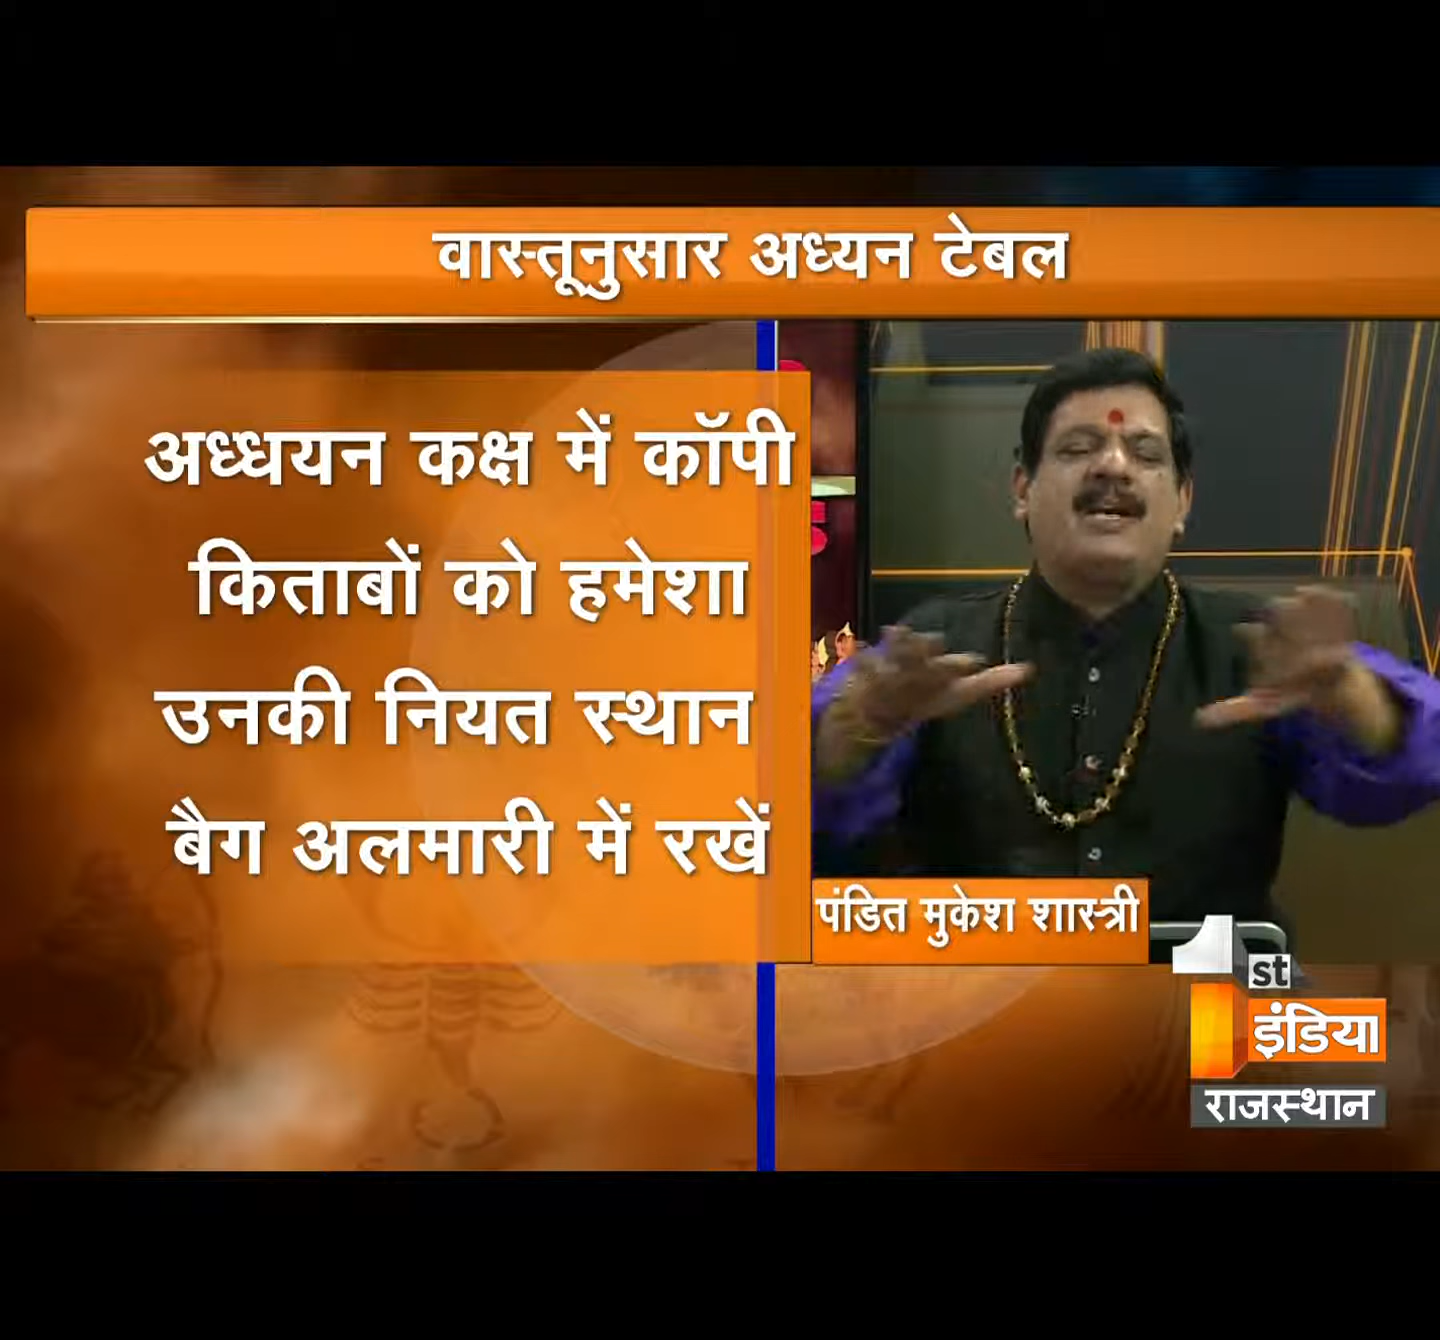 वास्तूनुसार अध्यन टेबल
अध्धयन कक्ष में कॉपी
किताबों को हमेशा
उनकी नियत स्थान
बैग अलमारी में रखें
पंडित मुकेश शास्त्री
1st
इंडिया
राजस्थान